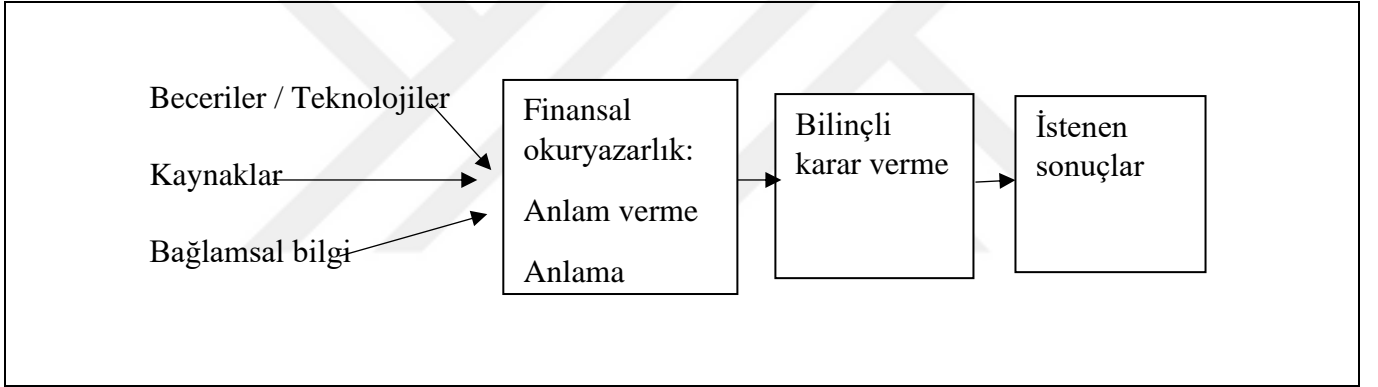 Beceriler / Teknolojiler
Kaynaklar
Bağlamsal bilgi
Finansal
okuryazarlık:
Anlam verme
Anlama
Bilinçli
karar verme
İstenen
sonuçlar